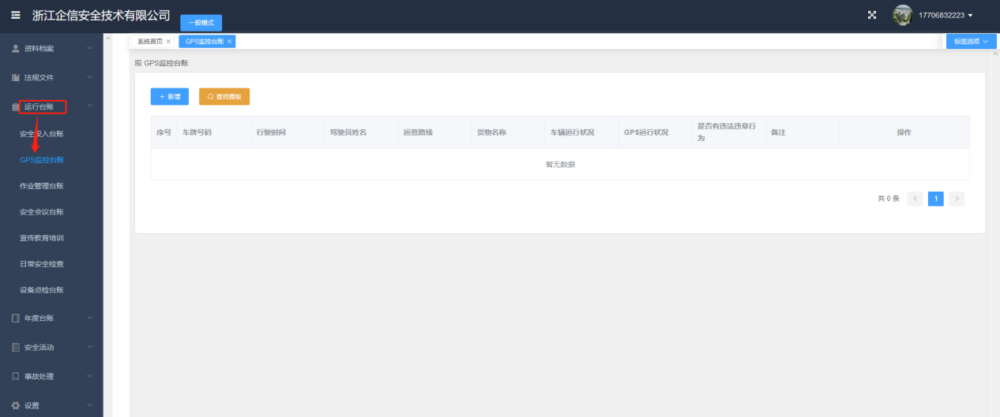 浙江企信安全技术有限公司
一般模式
17706832223
资料档案
法规文件
运行台账
安全投入台账
GPS监控台账
作业管理台账
安全会议台账
宣传教育培训
日常安全检查
设备点检台账
年度台账
安全活动
事故处理
设置
系统首页 ×
GPS监控台账 ×
标签选项
GPS监控台账
+ 新增
查找模板
序号 车牌号码 行驶时间 驾驶员姓名 运营路线 货物名称 车辆运行状况 GPS运行状况 是否有违法违章行为 备注 操作
暂无数据
共 0 条 < 1 >